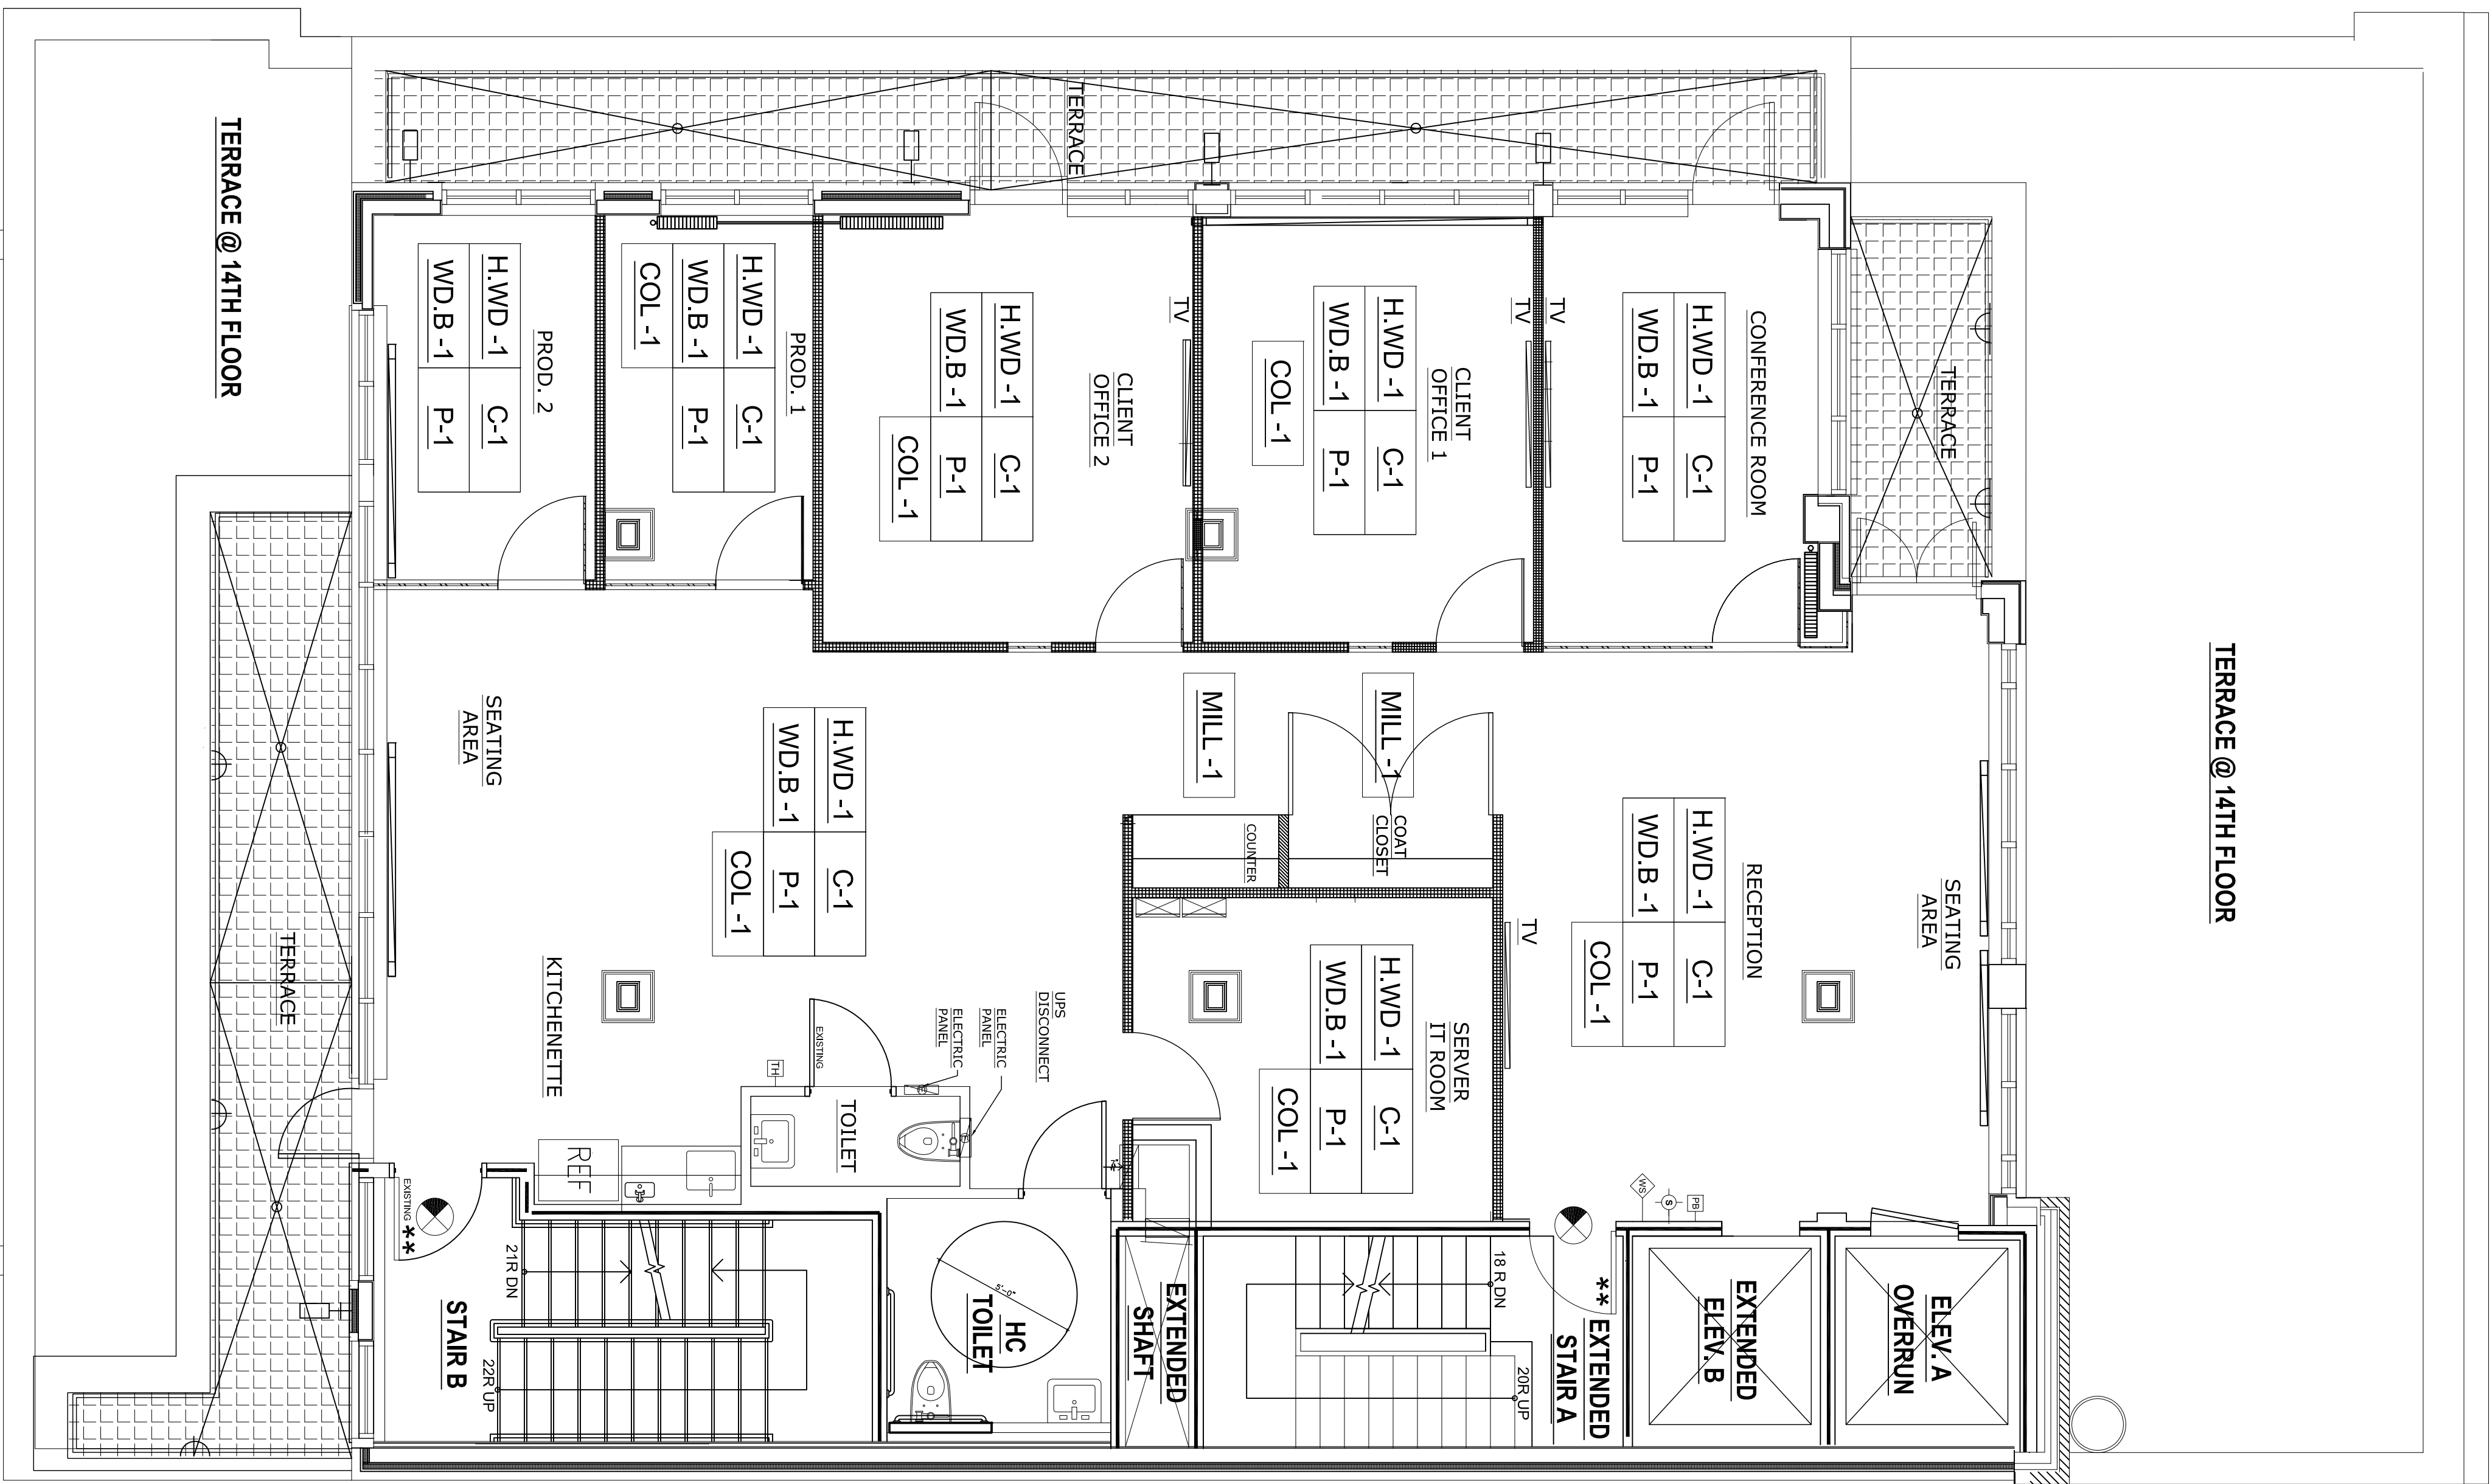 TERRACE @ 14TH FLOOR
TERRACE @ 14TH FLOOR
TERRACE
TERRACE
CONFERENCE ROOM
H.WD -1
C-1
WD.B -1
P-1
TV
TV
CLIENT
OFFICE 1
H.WD -1
C-1
WD.B -1
P-1
COL -1
TV
CLIENT
OFFICE 2
H.WD -1
C-1
WD.B -1
P-1
COL -1
PROD. 1
H.WD -1
C-1
WD.B -1
P-1
COL -1
PROD. 2
H.WD -1
C-1
WD.B -1
P-1
SEATING
AREA
RECEPTION
H.WD -1
C-1
WD.B -1
P-1
COL -1
TV
MILL -1
MILL -1
COAT
CLOSET
COUNTER
SERVER
IT ROOM
H.WD -1
C-1
WD.B -1
P-1
COL -1
H.WD -1
C-1
WD.B -1
P-1
COL -1
SEATING
AREA
KITCHENETTE
UPS
DISCONNECT
ELECTRIC
PANEL
ELECTRIC
PANEL
EXISTING
TH
TOILET
REF
TERRACE
EXISTING
**
WS
S
PB
ELEV. A
OVERRUN
EXTENDED
ELEV. B
** EXTENDED
STAIR A
18 R DN
20R UP
EXTENDED
SHAFT
HC
TOILET
5'-0"
21R DN
22R UP
STAIR B